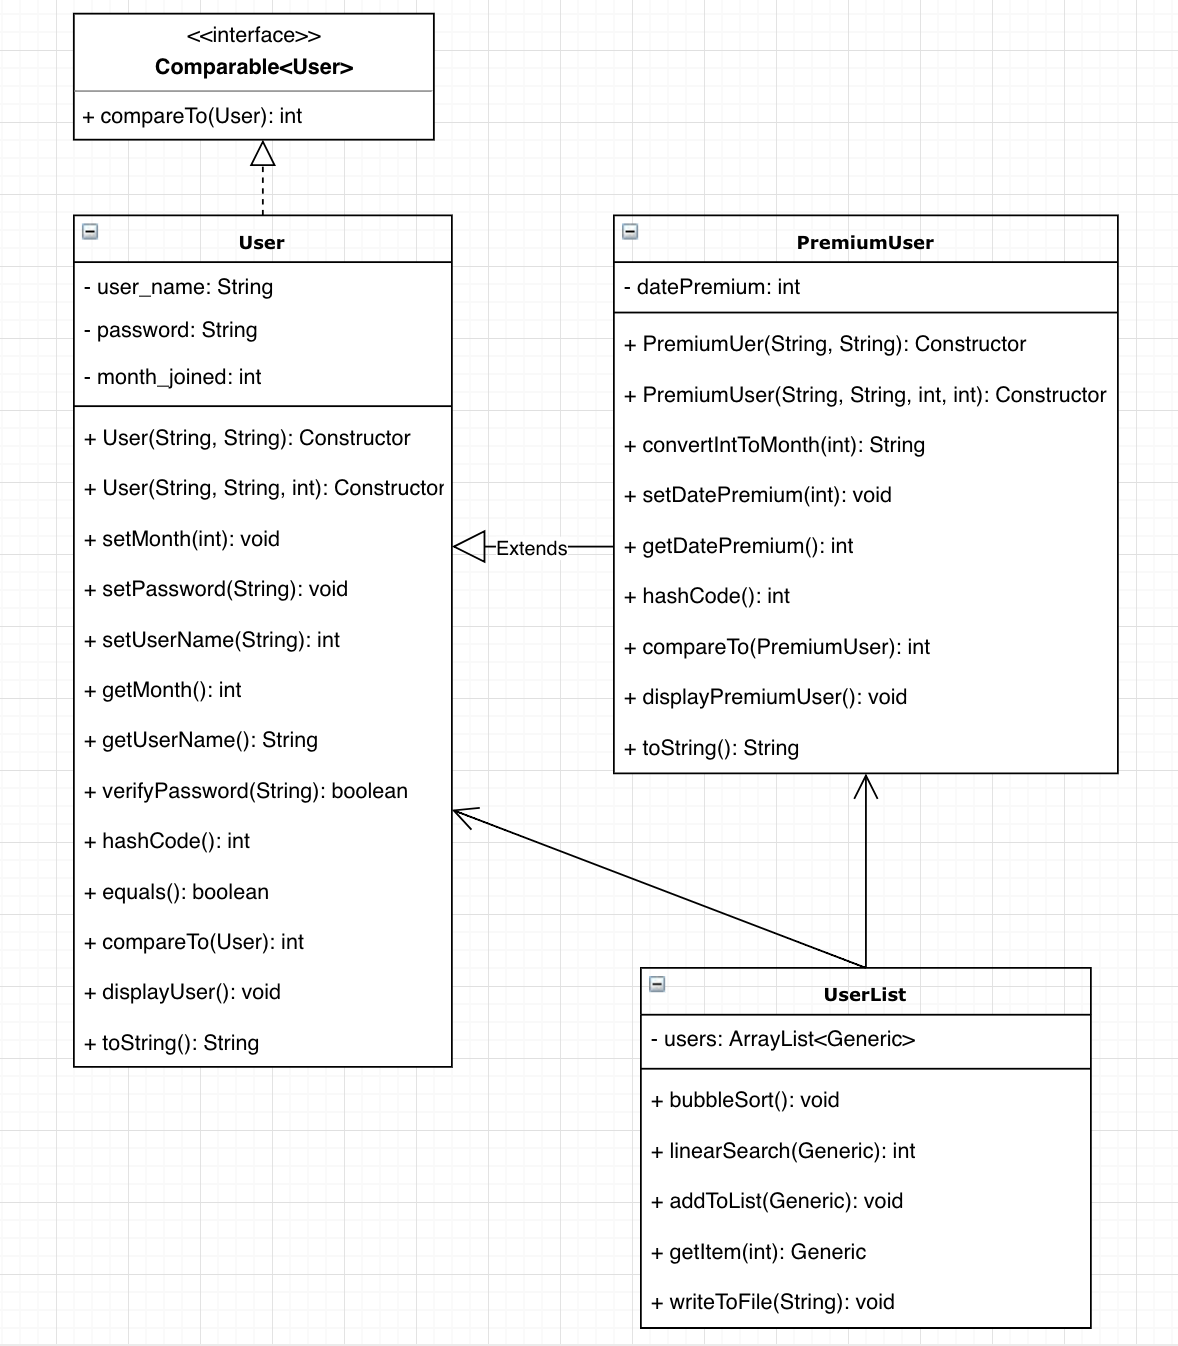 <<interface>>
Comparable<User>
+ compareTo(User): int
User
- user_name: String
- password: String
- month_joined: int
+ User(String, String): Constructor
+ User(String, String, int): Constructor
+ setMonth(int): void
+ setPassword(String): void
+ setUserName(String): int
+ getMonth(): int
+ getUserName(): String
+ verifyPassword(String): boolean
+ hashCode(): int
+ equals(): boolean
+ compareTo(User): int
+ displayUser(): void
+ toString(): String
Extends
PremiumUser
- datePremium: int
+ PremiumUer(String, String): Constructor
+ PremiumUser(String, String, int, int): Constructor
+ convertIntToMonth(int): String
+ setDatePremium(int): void
+ getDatePremium(): int
+ hashCode(): int
+ compareTo(PremiumUser): int
+ displayPremiumUser(): void
+ toString(): String
UserList
- users: ArrayList<Generic>
+ bubbleSort(): void
+ linearSearch(Generic): int
+ addToList(Generic): void
+ getItem(int): Generic
+ writeToFile(String): void